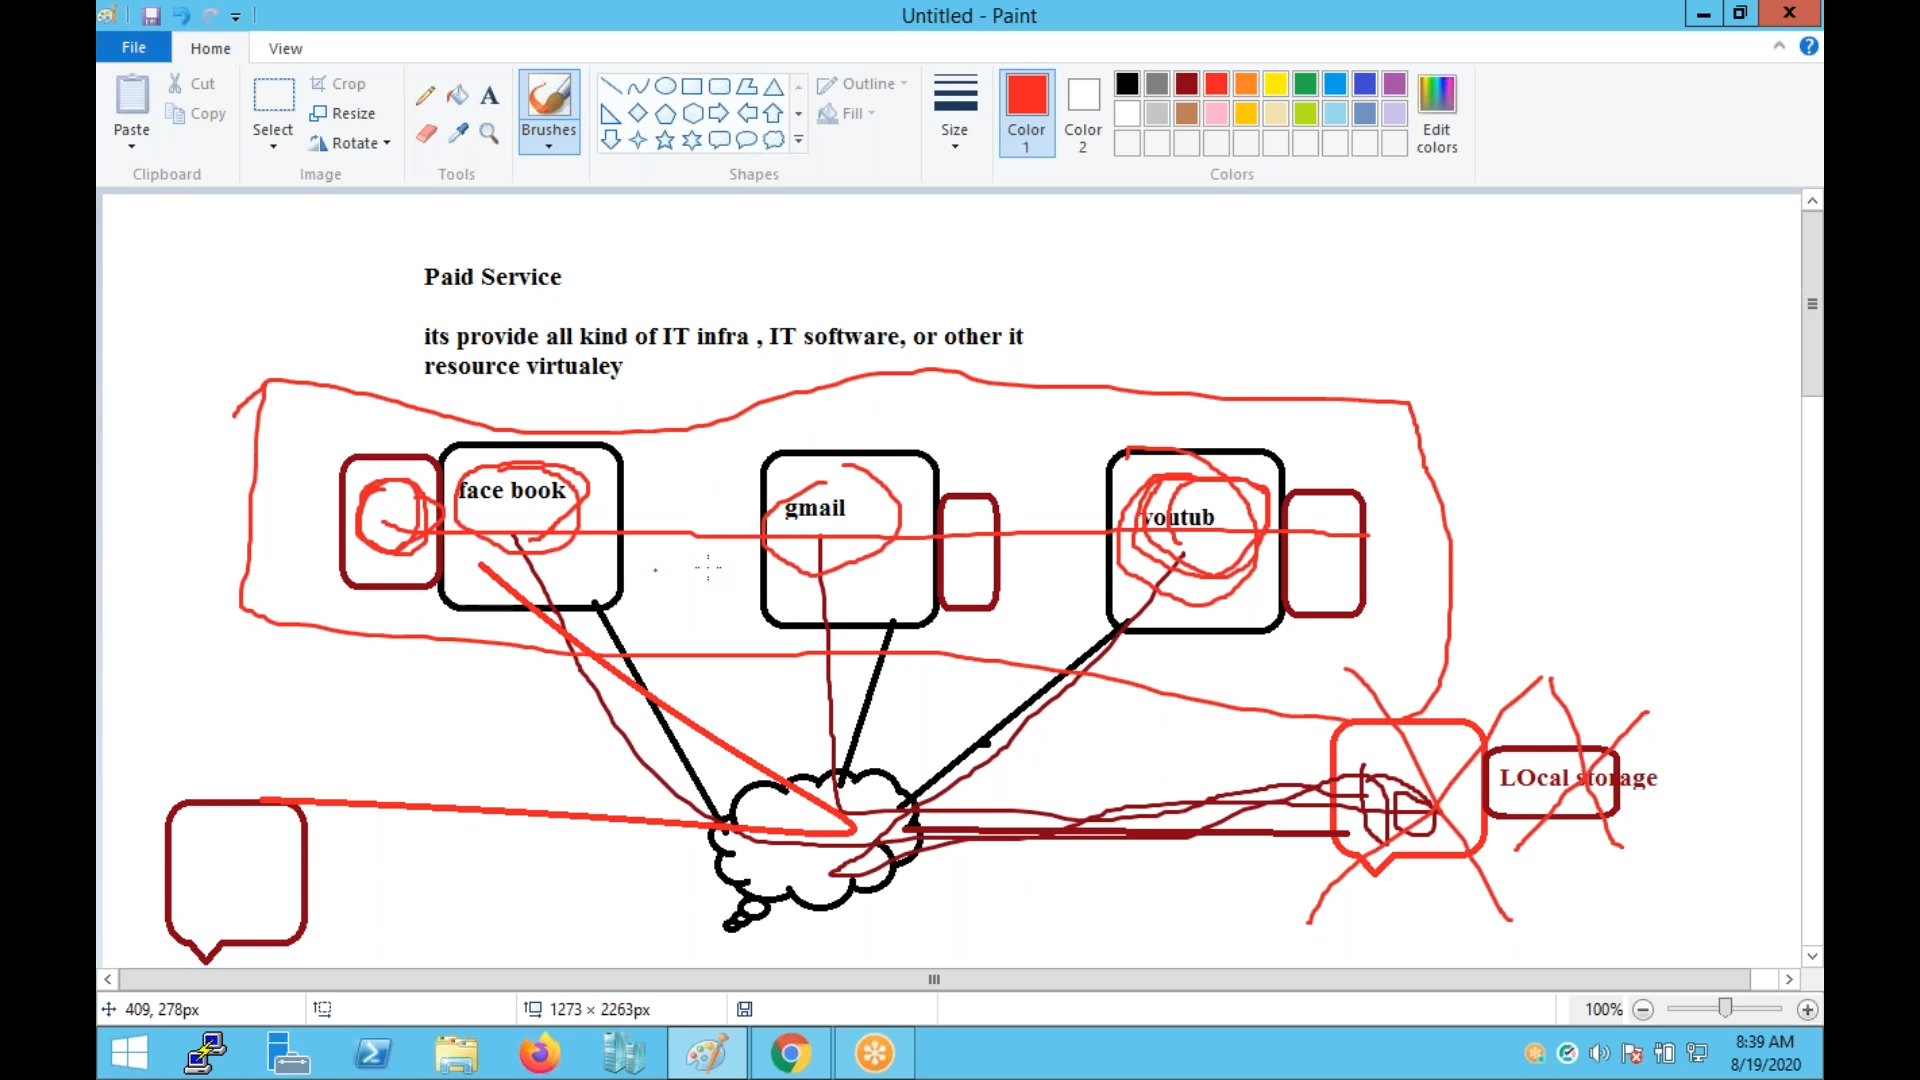 Untitled - Paint
File
Home
View
Paste
Cut
Copy
Clipboard
Select
Crop
Resize
Rotate
Image
Tools
Brushes
Shapes
Outline
Fill
Size
Color 1
Color 2
Edit colors
Colors
Paid Service
its provide all kind of IT infra , IT software, or other it
resource virtualey
face book
gmail
youtub
LOcal storage
409, 278px
1273 × 2263px
100%
8:39 AM
8/19/2020